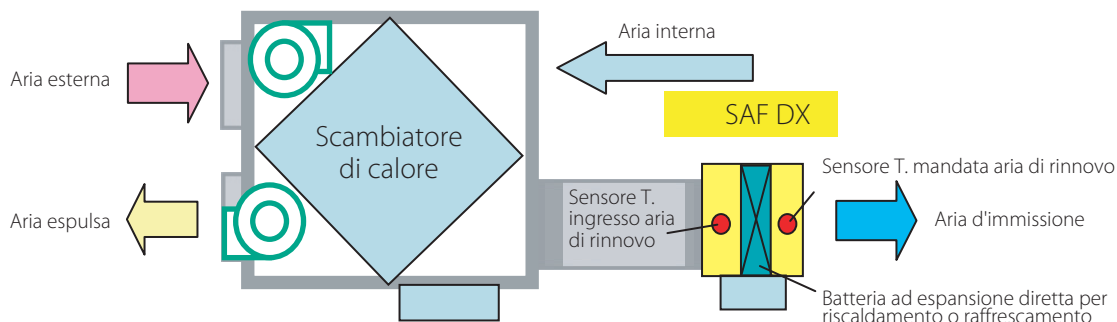 Aria esterna
Aria interna
SAF DX
Scambiatore
di calore
Sensore T. mandata aria di rinnovo
Sensore T.
ingresso aria
di rinnovo
Aria espulsa
Aria d'immissione
Batteria ad espansione diretta per
riscaldamento o raffrescamento